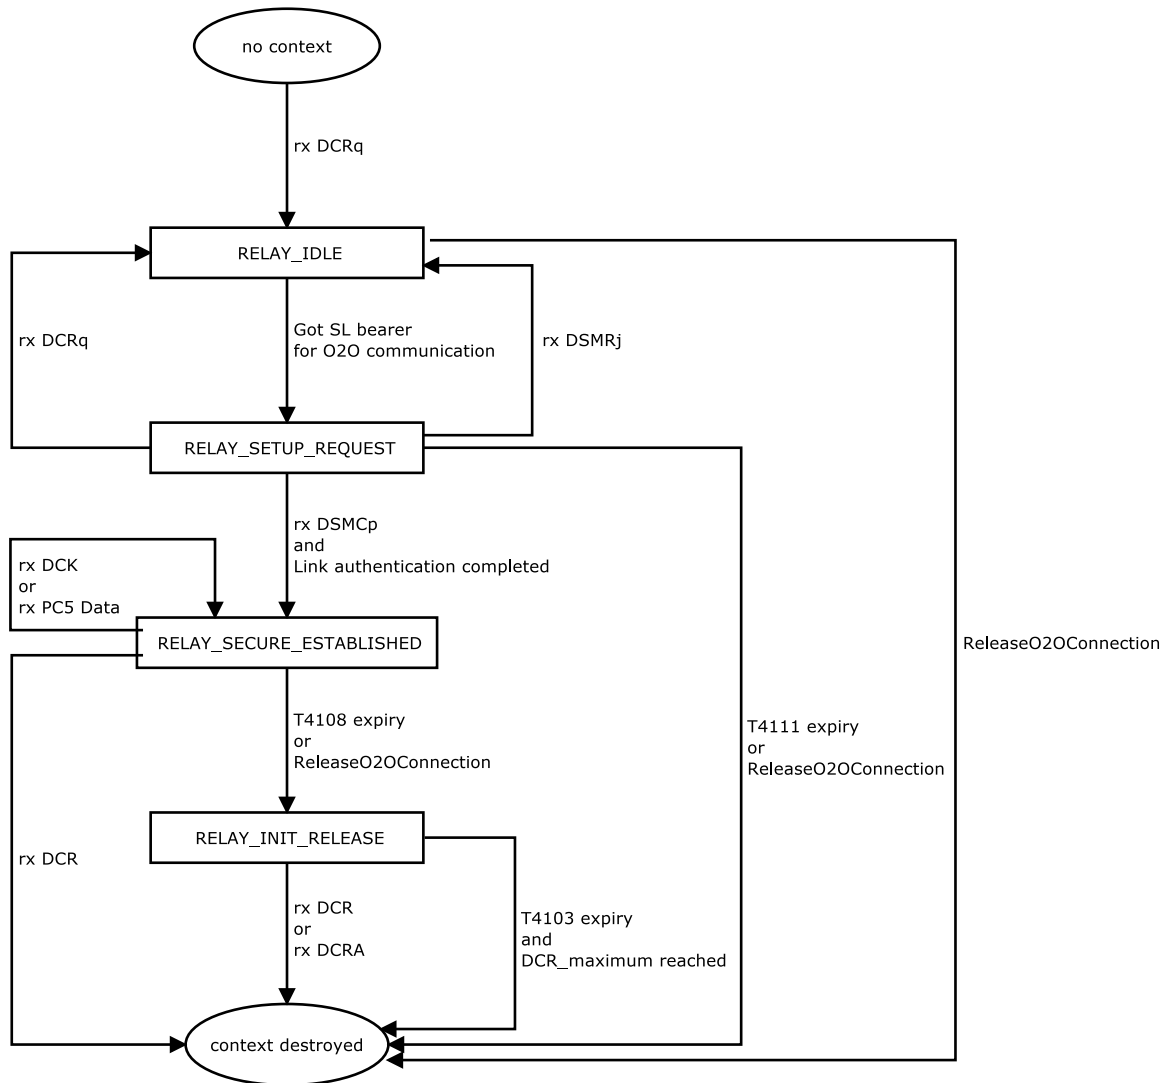 no context
rx DCRq
RELAY_IDLE
rx DCRq
Got SL bearer
for O2O communication
rx DSMRj
RELAY_SETUP_REQUEST
rx DSMCp
and
Link authentication completed
rx DCK
or
rx PC5 Data
RELAY_SECURE_ESTABLISHED
ReleaseO2OConnection
T4108 expiry
or
ReleaseO2OConnection
T4111 expiry
or
ReleaseO2OConnection
RELAY_INIT_RELEASE
rx DCR
rx DCR
or
rx DCRA
T4103 expiry
and
DCR_maximum reached
context destroyed